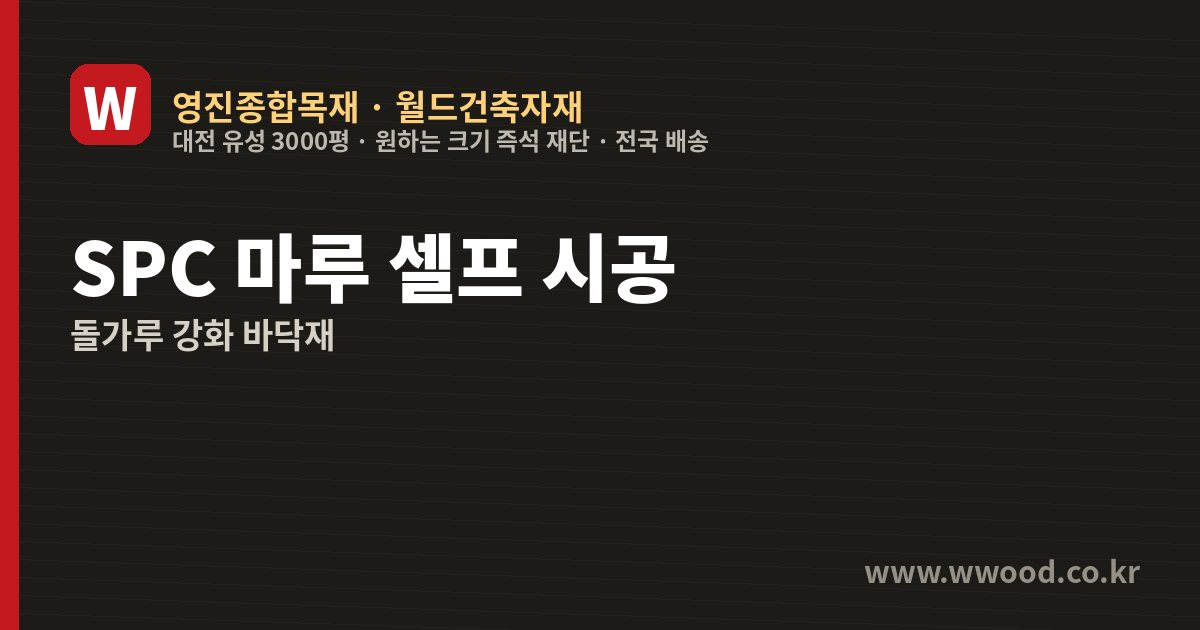 W
영진종합목재 · 월드건축자재
대전 유성 3000평 · 원하는 크기 즉석 재단 · 전국 배송
SPC 마루 셀프 시공
돌가루 강화 바닥재
www.wwood.co.kr